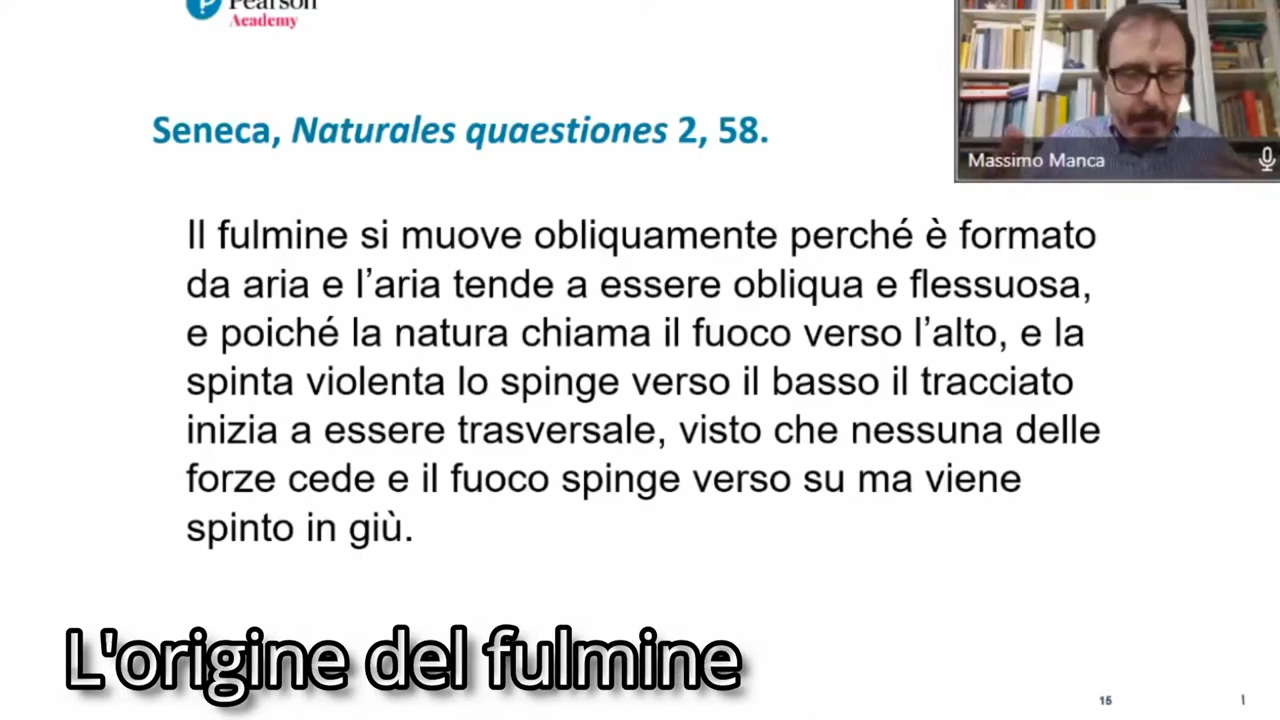 Pearson
Academy
Seneca, Naturales quaestiones 2, 58.
Massimo Manca
Il fulmine si muove obliquamente perché è formato
da aria e l’aria tende a essere obliqua e flessuosa,
e poiché la natura chiama il fuoco verso l’alto, e la
spinta violenta lo spinge verso il basso il tracciato
inizia a essere trasversale, visto che nessuna delle
forze cede e il fuoco spinge verso su ma viene
spinto in giù.
L'origine del fulmine
15